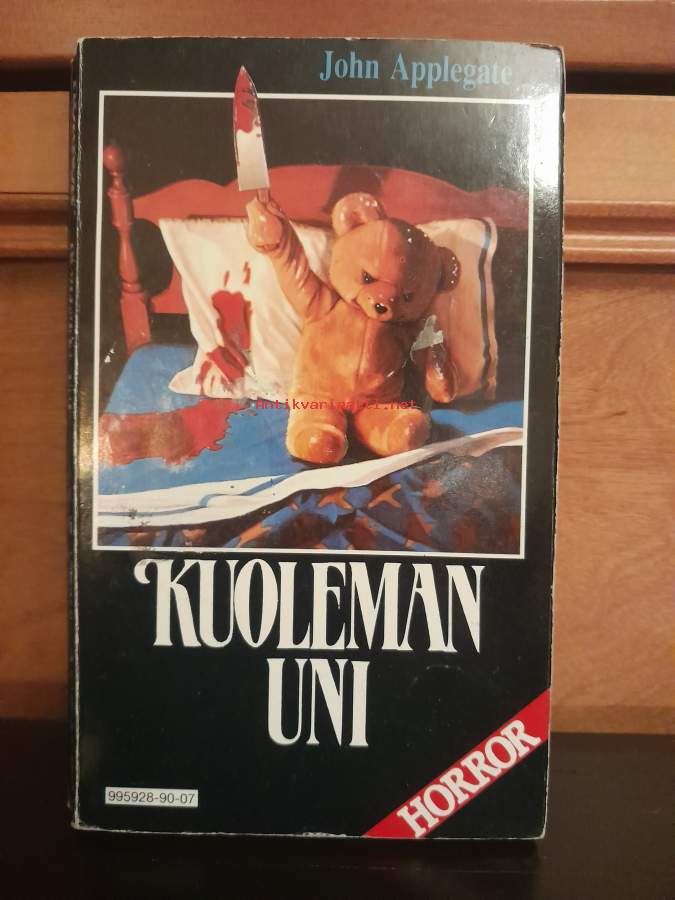 John Applegate
Antikvariaatti.net
KUOLEMAN
UNI
HORROR
995928-90-07